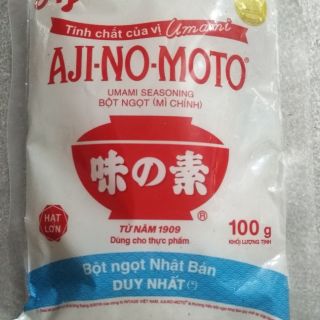 Tinh chất của vị Umami
AJI-NO-MOTO®
UMAMI SEASONING
BỘT NGỌT (MÌ CHÍNH)
味の素
®
HẠT
LỚN
TỪ NĂM 1909
Dùng cho thực phẩm
100 g
KHỐI LƯỢNG TỊNH
Bột ngọt Nhật Bản
DUY NHẤT (*)